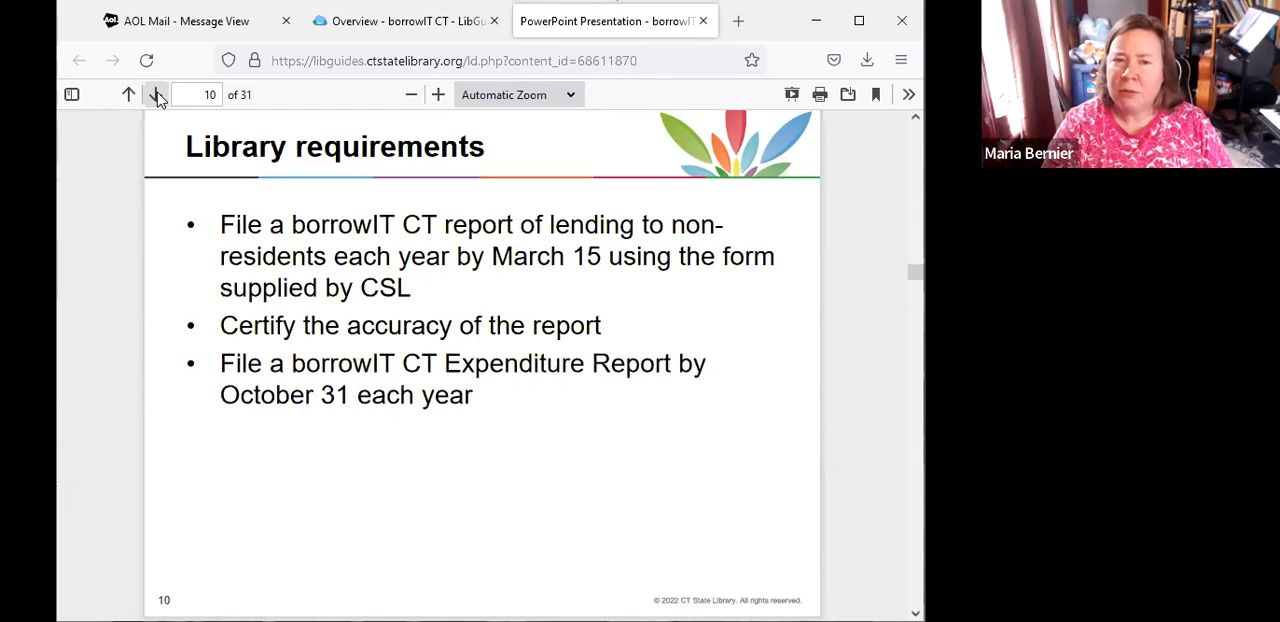 Aol. AOL Mail - Message View
Overview - borrowIT CT - LibGu
PowerPoint Presentation - borrowIT
https://libguides.ctstatelibrary.org/ld.php?content_id=68611870
10 of 31
Automatic Zoom
Maria Bernier
Library requirements
• File a borrowIT CT report of lending to non-
residents each year by March 15 using the form
supplied by CSL
• Certify the accuracy of the report
• File a borrowIT CT Expenditure Report by
October 31 each year
10
© 2022 CT State Library. All rights reserved.